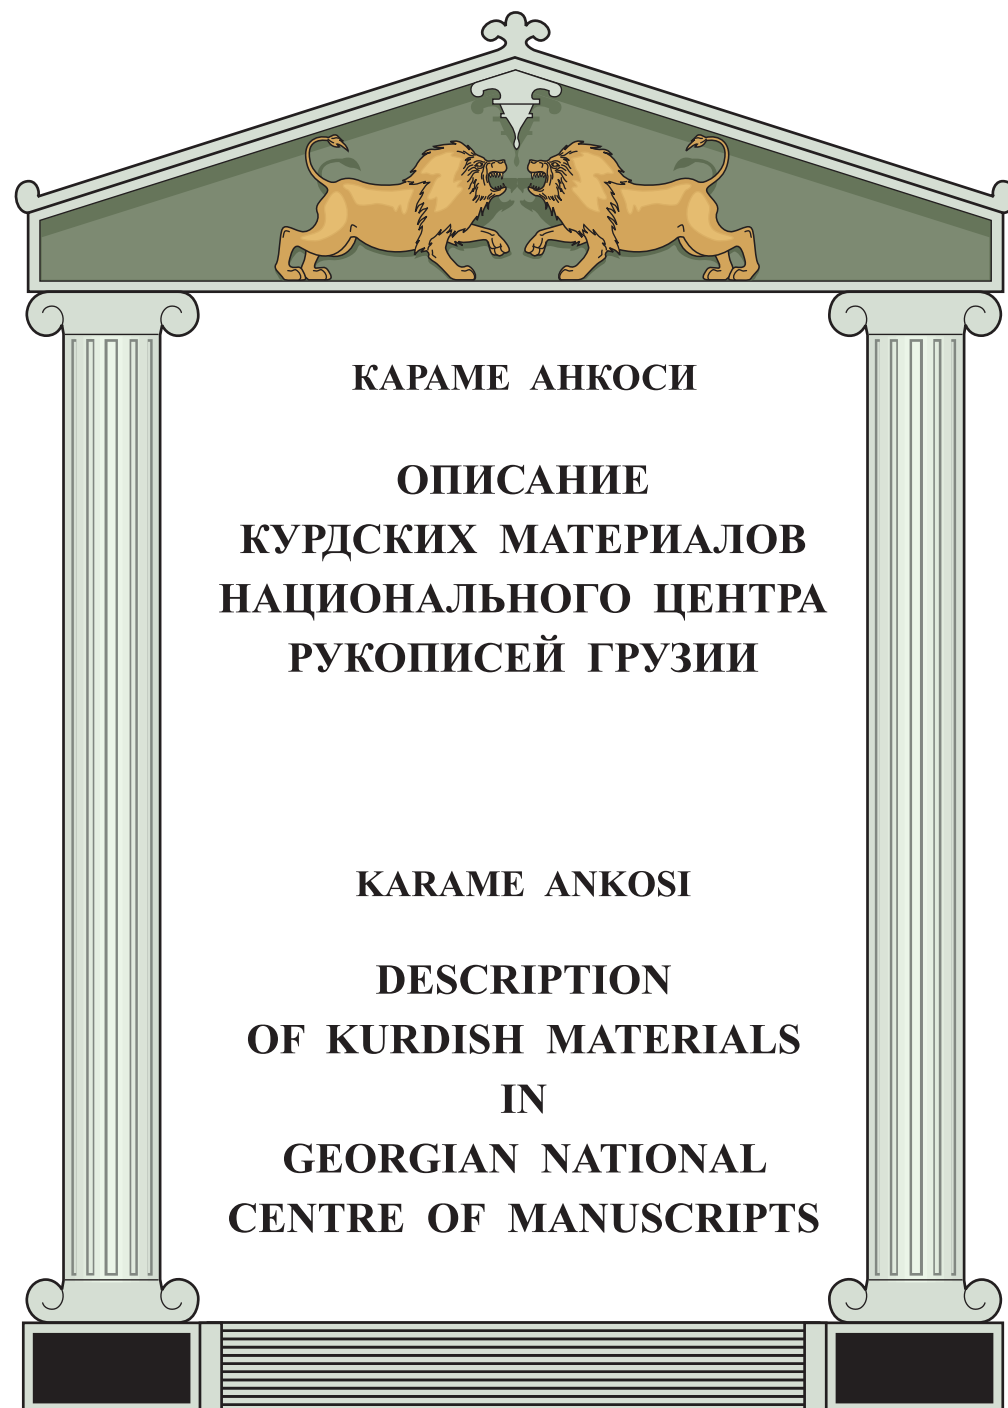 КАРАМЕ АНКОСИ
ОПИСАНИЕ
КУРДСКИХ МАТЕРИАЛОВ
НАЦИОНАЛЬНОГО ЦЕНТРА
РУКОПИСЕЙ ГРУЗИИ
KARAME ANKOSI
DESCRIPTION
OF KURDISH MATERIALS
IN
GEORGIAN NATIONAL
CENTRE OF MANUSCRIPTS